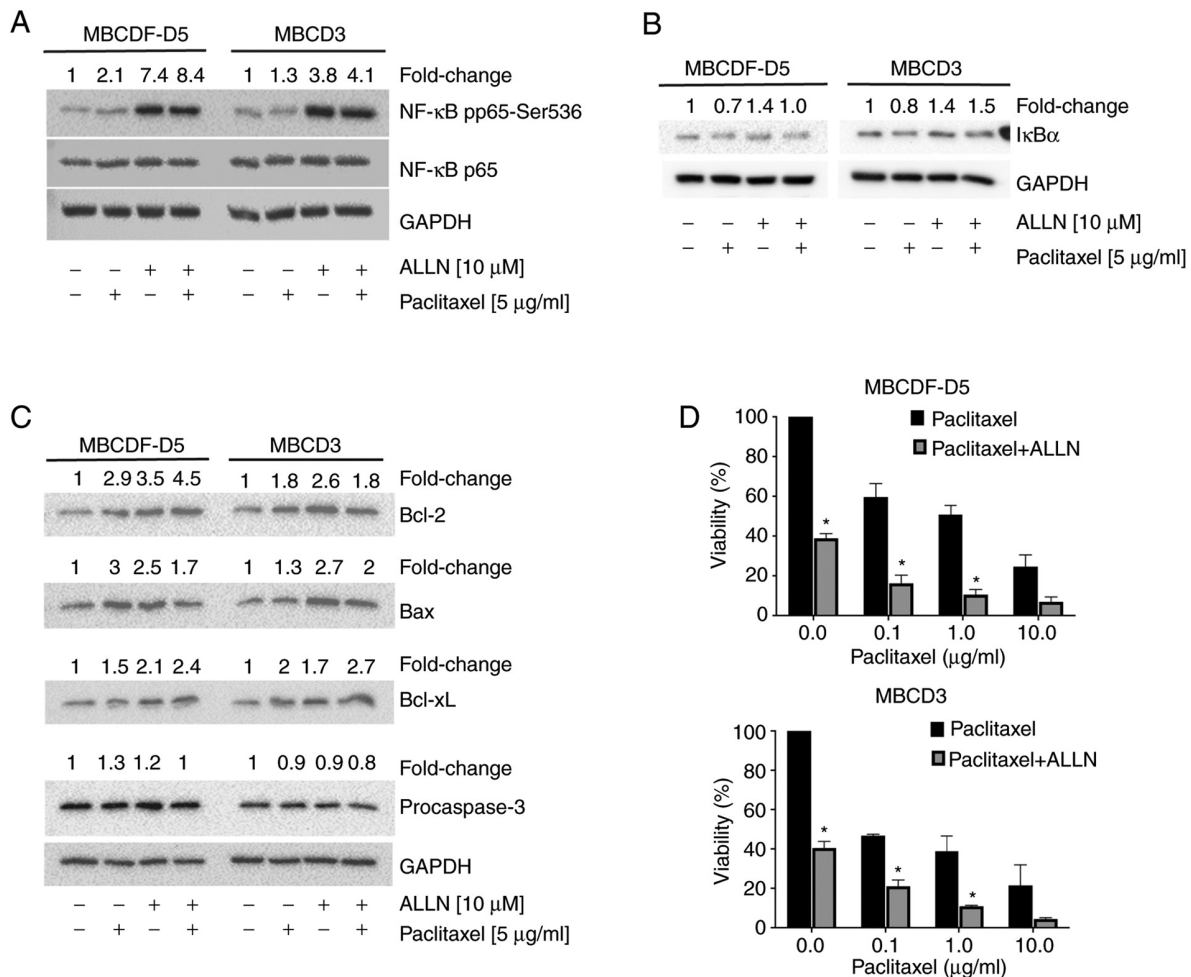 A
MBCDF-D5 MBCD3
1 2.1 7.4 8.4 1 1.3 3.8 4.1 Fold-change
NF-κB pp65-Ser536
NF-κB p65
GAPDH
– – + + – – + + ALLN [10 μM]
– + – + – + – + Paclitaxel [5 μg/ml]
B
MBCDF-D5 MBCD3
1 0.7 1.4 1.0 1 0.8 1.4 1.5 Fold-change
IκBα
GAPDH
– – + + – – + + ALLN [10 μM]
– + – + – + – + Paclitaxel [5 μg/ml]
C
MBCDF-D5 MBCD3
1 2.9 3.5 4.5 1 1.8 2.6 1.8 Fold-change
Bcl-2
1 3 2.5 1.7 1 1.3 2.7 2 Fold-change
Bax
1 1.5 2.1 2.4 1 2 1.7 2.7 Fold-change
Bcl-xL
1 1.3 1.2 1 1 0.9 0.9 0.8 Fold-change
Procaspase-3
GAPDH
– – + + – – + + ALLN [10 μM]
– + – + – + – + Paclitaxel [5 μg/ml]
D
MBCDF-D5
Paclitaxel
Paclitaxel+ALLN
Viability (%)
100
80
60
40
20
0
* * *
0.0 0.1 1.0 10.0
Paclitaxel (μg/ml)
MBCD3
Paclitaxel
Paclitaxel+ALLN
Viability (%)
100
80
60
40
20
0
* * *
0.0 0.1 1.0 10.0
Paclitaxel (μg/ml)